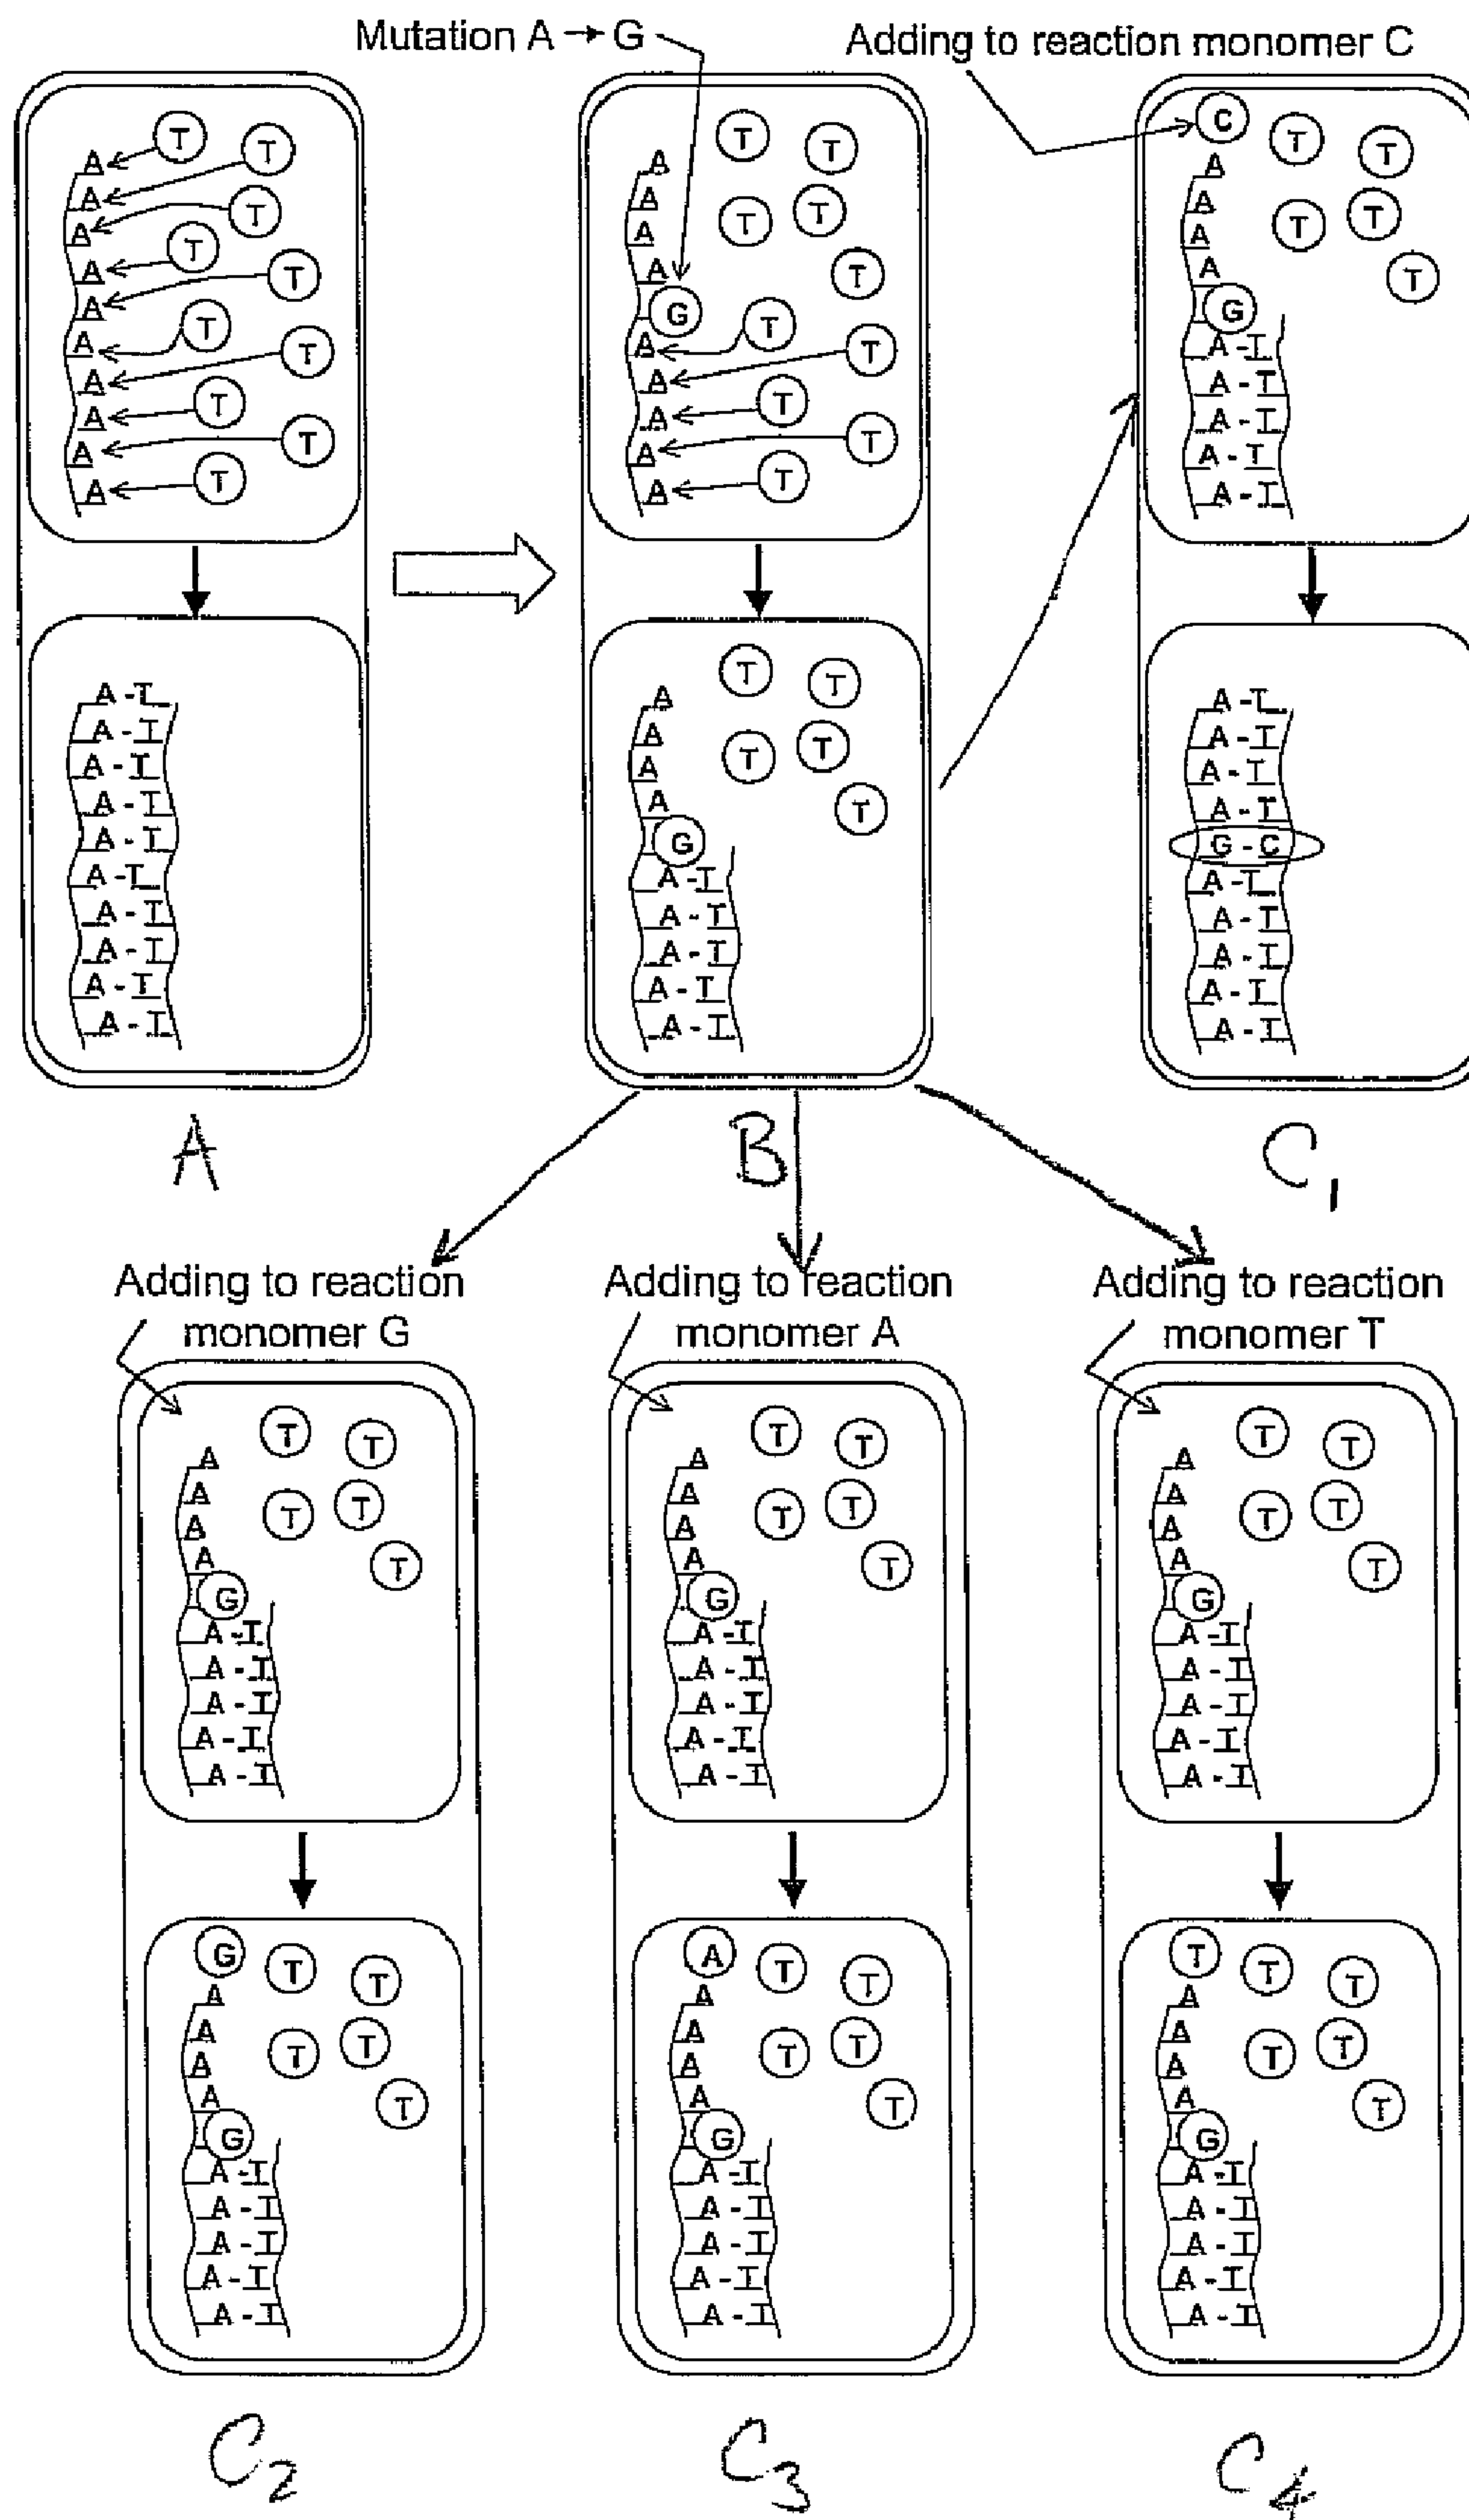 Mutation A → G
Adding to reaction monomer C
A T
A T
A T
A T
A T
A T
A T
A T
A T
A T
A - T
A - T
A - T
A - T
A - T
A - T
A - T
A - T
A - T
A - T
A
T T
A
A
T T
A
A T
G
A T
A T
A T
A T
A T
T T
A
A
T T
A
A T
G
A - T
A - T
A - T
A - T
A - T
B
C T T
A
A
T T
A
A T
G
A - T
A - T
A - T
A - T
A - T
A - T
A - T
A - T
A - T
G - C
A - T
A - T
A - T
A - T
A - T
C1
Adding to reaction
monomer G
T T
A
A
T T
A
A T
G
A - T
A - T
A - T
A - T
A - T
G T T
A
A
T T
A
A T
G
A - T
A - T
A - T
A - T
A - T
C2
Adding to reaction
monomer A
T T
A
A
T T
A
A T
G
A - T
A - T
A - T
A - T
A - T
A T T
A
A
T T
A
A T
G
A - T
A - T
A - T
A - T
A - T
C3
Adding to reaction
monomer T
T T
A
A
T T
A
A T
G
A - T
A - T
A - T
A - T
A - T
T T T
A
A
T T
A
A T
G
A - T
A - T
A - T
A - T
A - T
C4